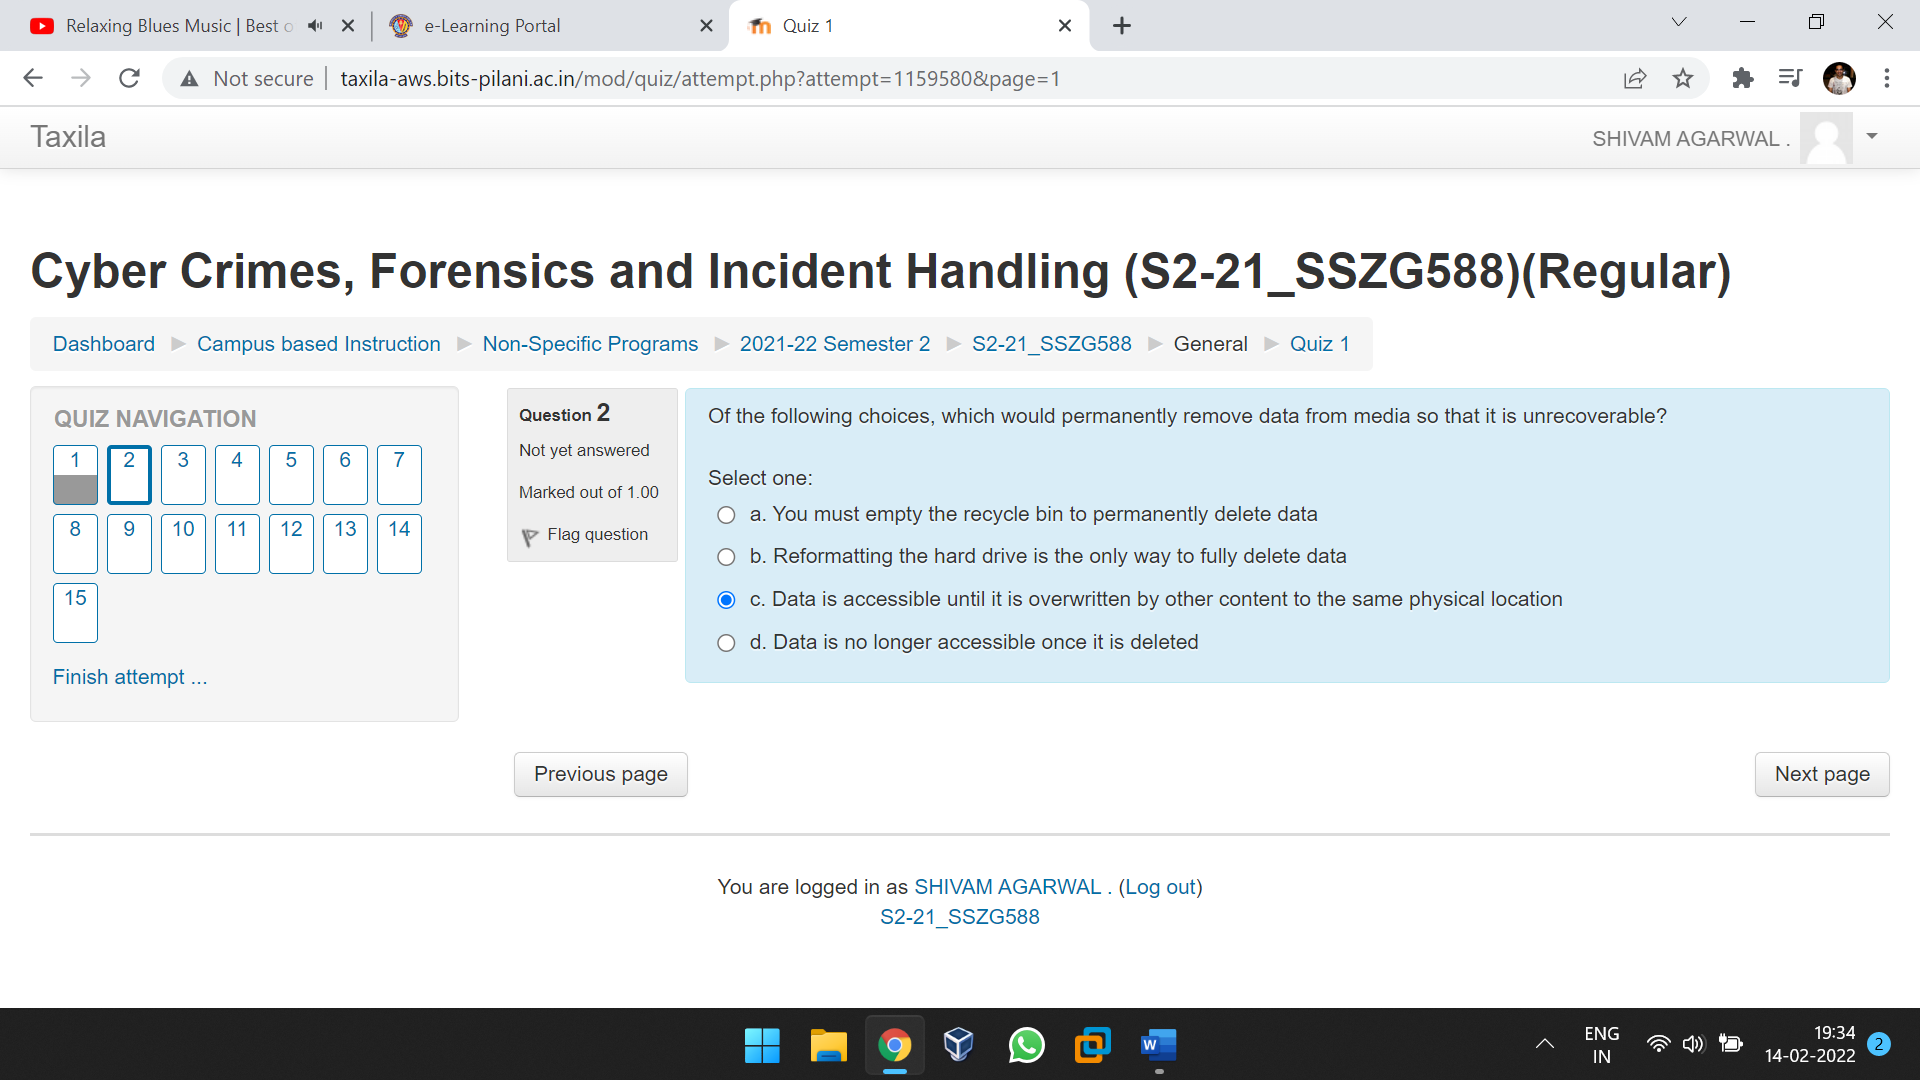 Relaxing Blues Music | Best o
e-Learning Portal
Quiz 1
Not secure
taxila-aws.bits-pilani.ac.in/mod/quiz/attempt.php?attempt=1159580&page=1
Taxila
SHIVAM AGARWAL .
Cyber Crimes, Forensics and Incident Handling (S2-21_SSZG588)(Regular)
Dashboard Campus based Instruction Non-Specific Programs 2021-22 Semester 2 S2-21_SSZG588 General Quiz 1
QUIZ NAVIGATION
1 2 3 4 5 6 7
8 9 10 11 12 13 14
15
Finish attempt ...
Question 2
Not yet answered
Marked out of 1.00
Flag question
Of the following choices, which would permanently remove data from media so that it is unrecoverable?
Select one:
a. You must empty the recycle bin to permanently delete data
b. Reformatting the hard drive is the only way to fully delete data
c. Data is accessible until it is overwritten by other content to the same physical location
d. Data is no longer accessible once it is deleted
Previous page
Next page
You are logged in as SHIVAM AGARWAL . (Log out)
S2-21_SSZG588
W
ENG
IN
19:34
14-02-2022
2